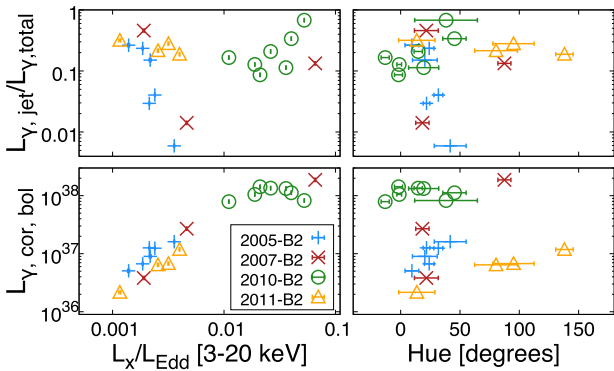 L_γ, jet/L_γ,total
1
0.1
0.01
L_γ, cor, bol
10^38
10^37
10^36
2005-B2
2007-B2
2010-B2
2011-B2
0.001 0.01 0.1
0 50 100 150
L_x/L_Edd [3-20 keV]
Hue [degrees]